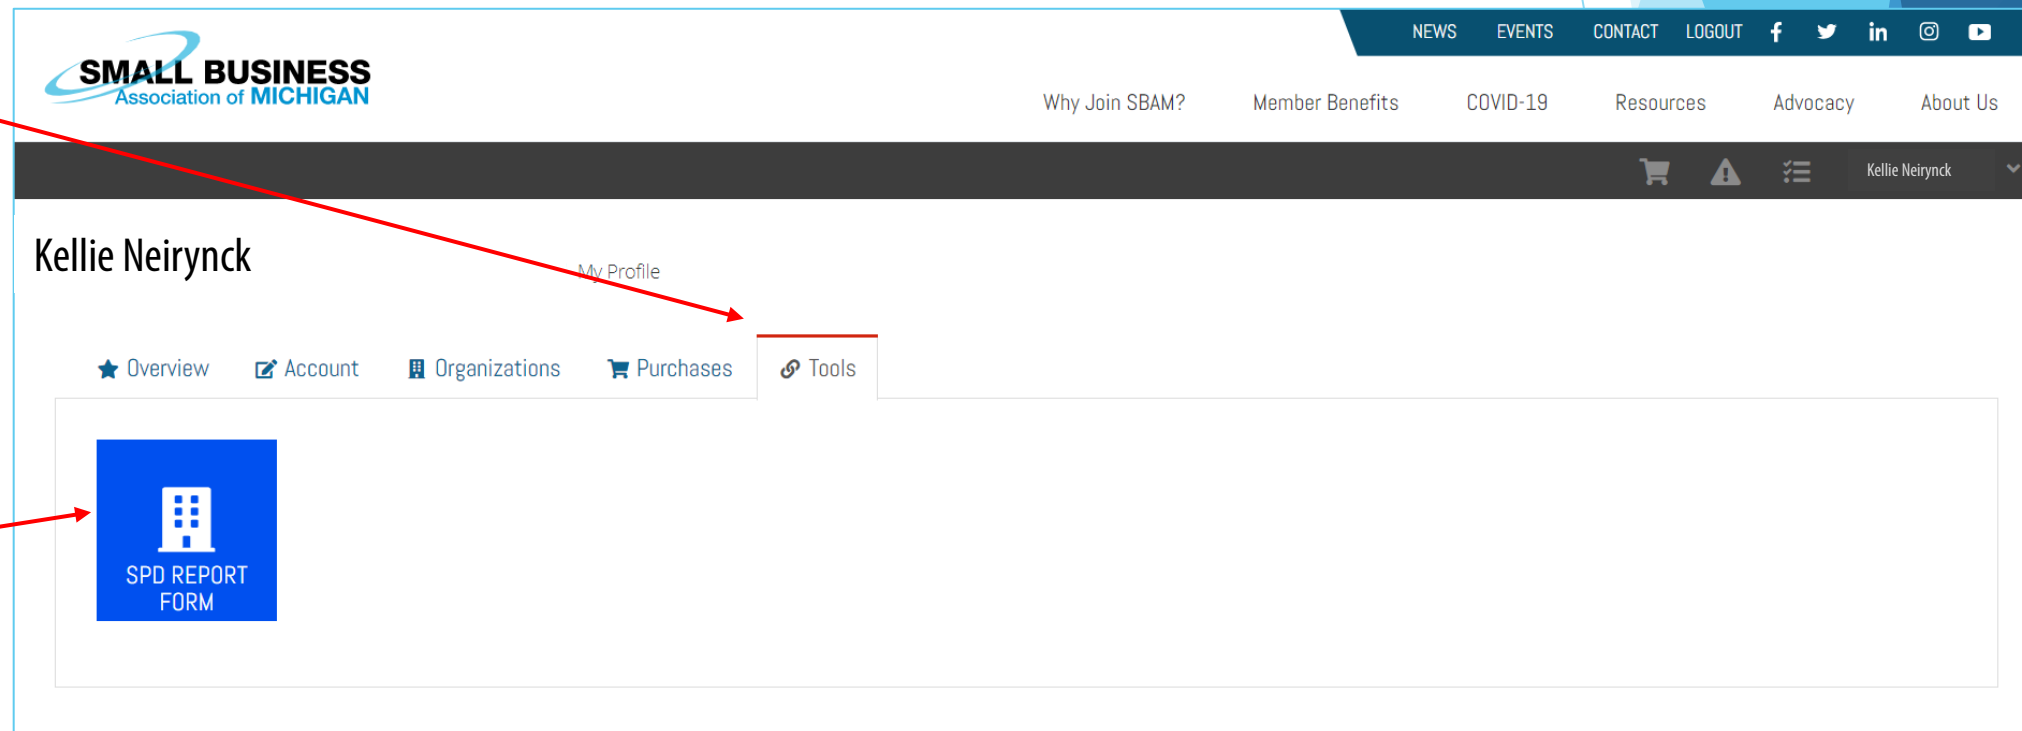 NEWS EVENTS CONTACT LOGOUT
SMALL BUSINESS
Association of MICHIGAN
Why Join SBAM? Member Benefits COVID-19 Resources Advocacy About Us
Kellie Neirynck
Kellie Neirynck
My Profile
Overview Account Organizations Purchases Tools
SPD REPORT
FORM